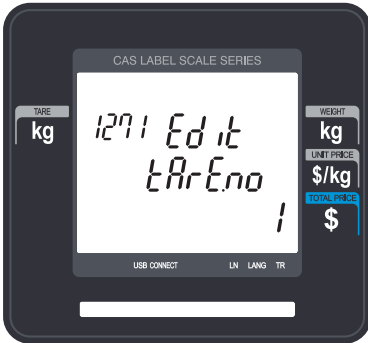 CAS LABEL SCALE SERIES
TARE
kg
1271 Edit
tArE.no
1
WEIGHT
kg
UNIT PRICE
$/kg
TOTAL PRICE
$
USB CONNECT LN LANG TR